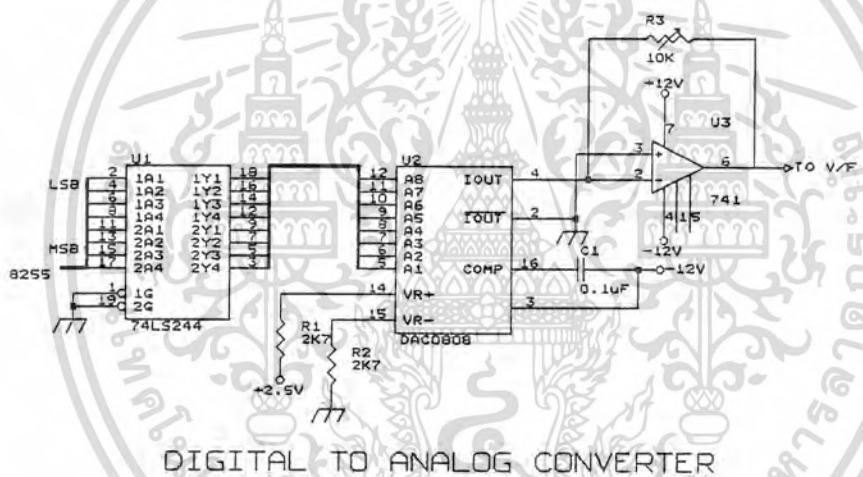 R3
10K
+12V
7
U3
3
+
2
-
6
TO V/F
741
4 1 5
-12V
U1
LSB
MSB
8255
2 1A1 1Y1 18
4 1A2 1Y2 16
6 1A3 1Y3 14
8 1A4 1Y4 12
11 2A1 2Y1 9
13 2A2 2Y2 7
15 2A3 2Y3 5
17 2A4 2Y4 3
1 1G
19 2G
74LS244
U2
12 A8 IOUT 4
11 A7
10 A6
9 A5 IOUT 2
8 A4
7 A3
6 A2 COMP 16
5 A1
14 VR+ 3
15 VR-
DAC0808
C1
0.1uF
-12V
R1
2K7
+2.5V
R2
2K7
DIGITAL TO ANALOG CONVERTER